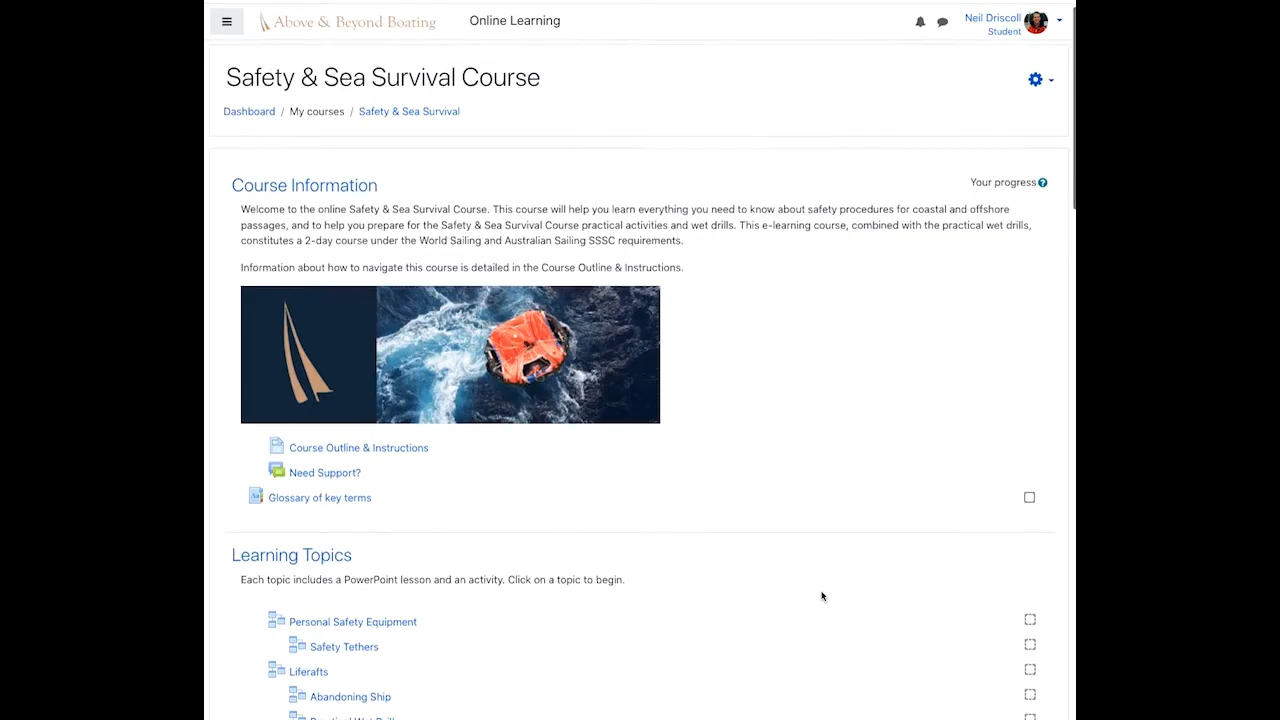 Above & Beyond Boating
Online Learning
Neil Driscoll
Student
Safety & Sea Survival Course
Dashboard / My courses / Safety & Sea Survival
Course Information
Your progress
Welcome to the online Safety & Sea Survival Course. This course will help you learn everything you need to know about safety procedures for coastal and offshore
passages, and to help you prepare for the Safety & Sea Survival Course practical activities and wet drills. This e-learning course, combined with the practical wet drills,
constitutes a 2-day course under the World Sailing and Australian Sailing SSSC requirements.
Information about how to navigate this course is detailed in the Course Outline & Instructions.
Course Outline & Instructions
Need Support?
Glossary of key terms
Learning Topics
Each topic includes a PowerPoint lesson and an activity. Click on a topic to begin.
Personal Safety Equipment
Safety Tethers
Liferafts
Abandoning Ship